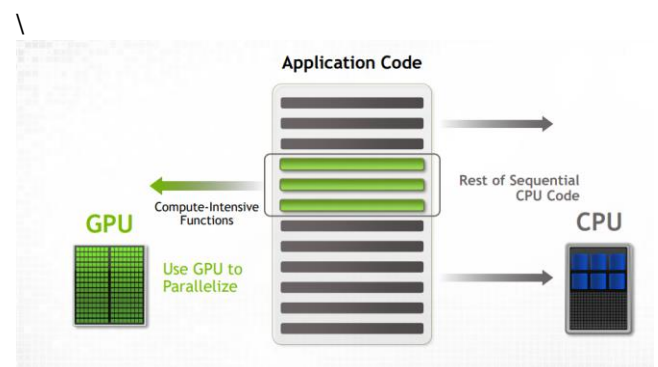 \
Application Code
Rest of Sequential
CPU Code
Compute-Intensive
Functions
GPU
CPU
Use GPU to
Parallelize